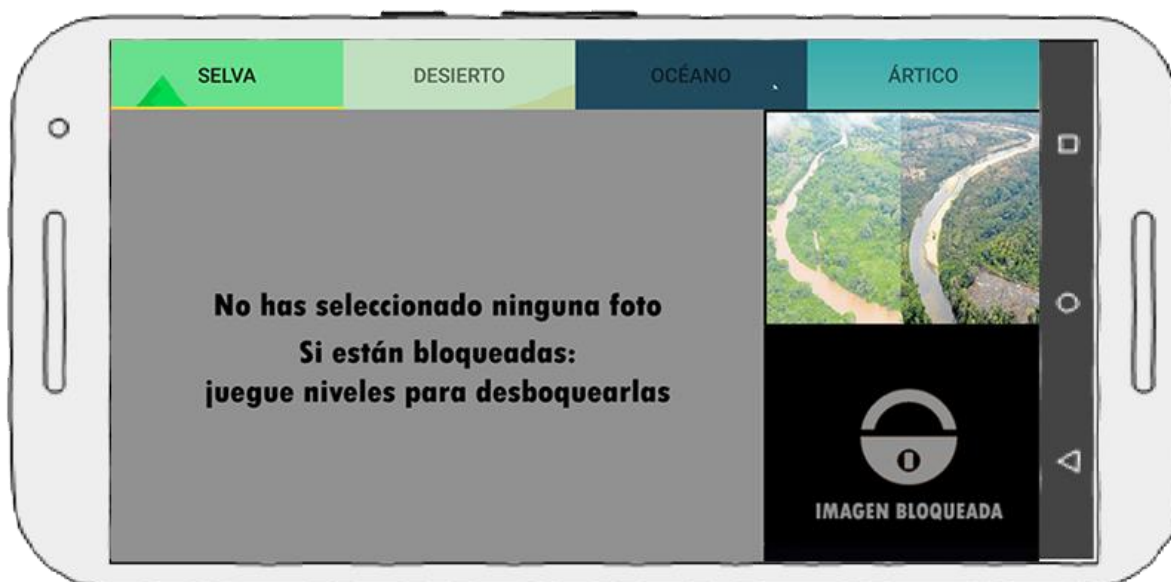 SELVA
DESIERTO
OCÉANO
ÁRTICO
No has seleccionado ninguna foto
Si están bloqueadas:
juegue niveles para desboquearlas
IMAGEN BLOQUEADA